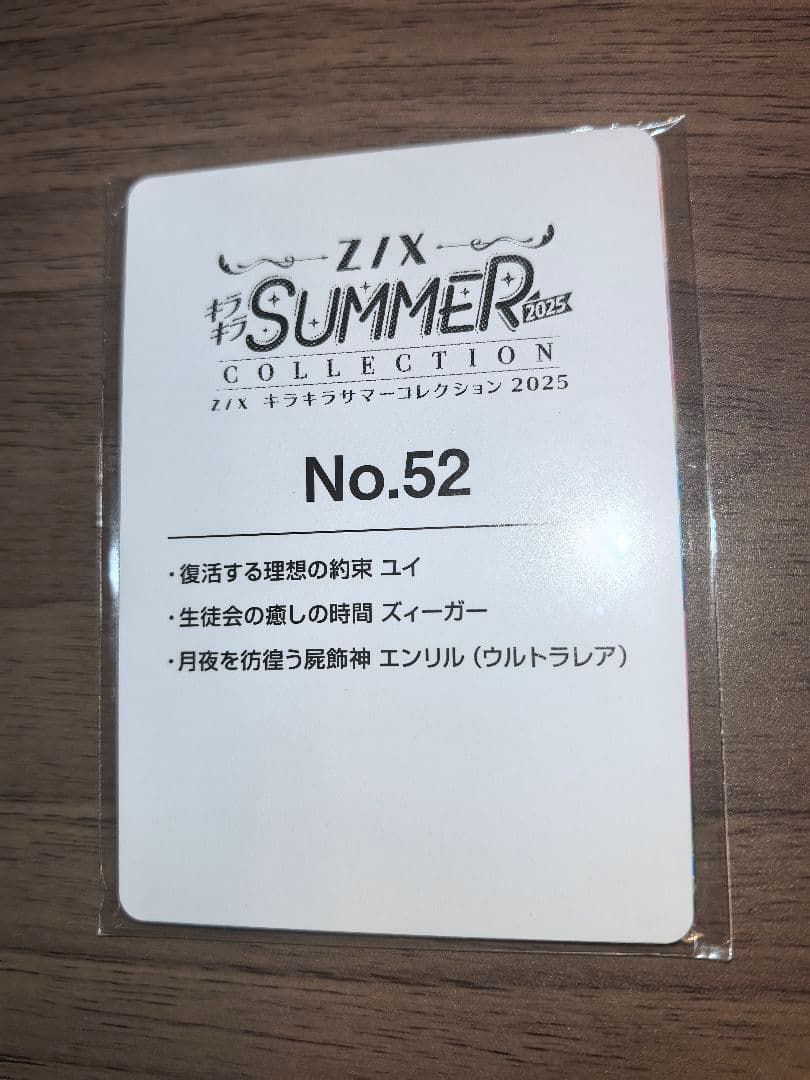 Z/X
キラキラ SUMMER 2025
COLLECTION
Z/X キラキラサマーコレクション 2025
No.52
・復活する理想の約束 ユイ
・生徒会の癒しの時間 ズィーガー
・月夜を彷徨う屍飾神 エンリル（ウルトラレア）